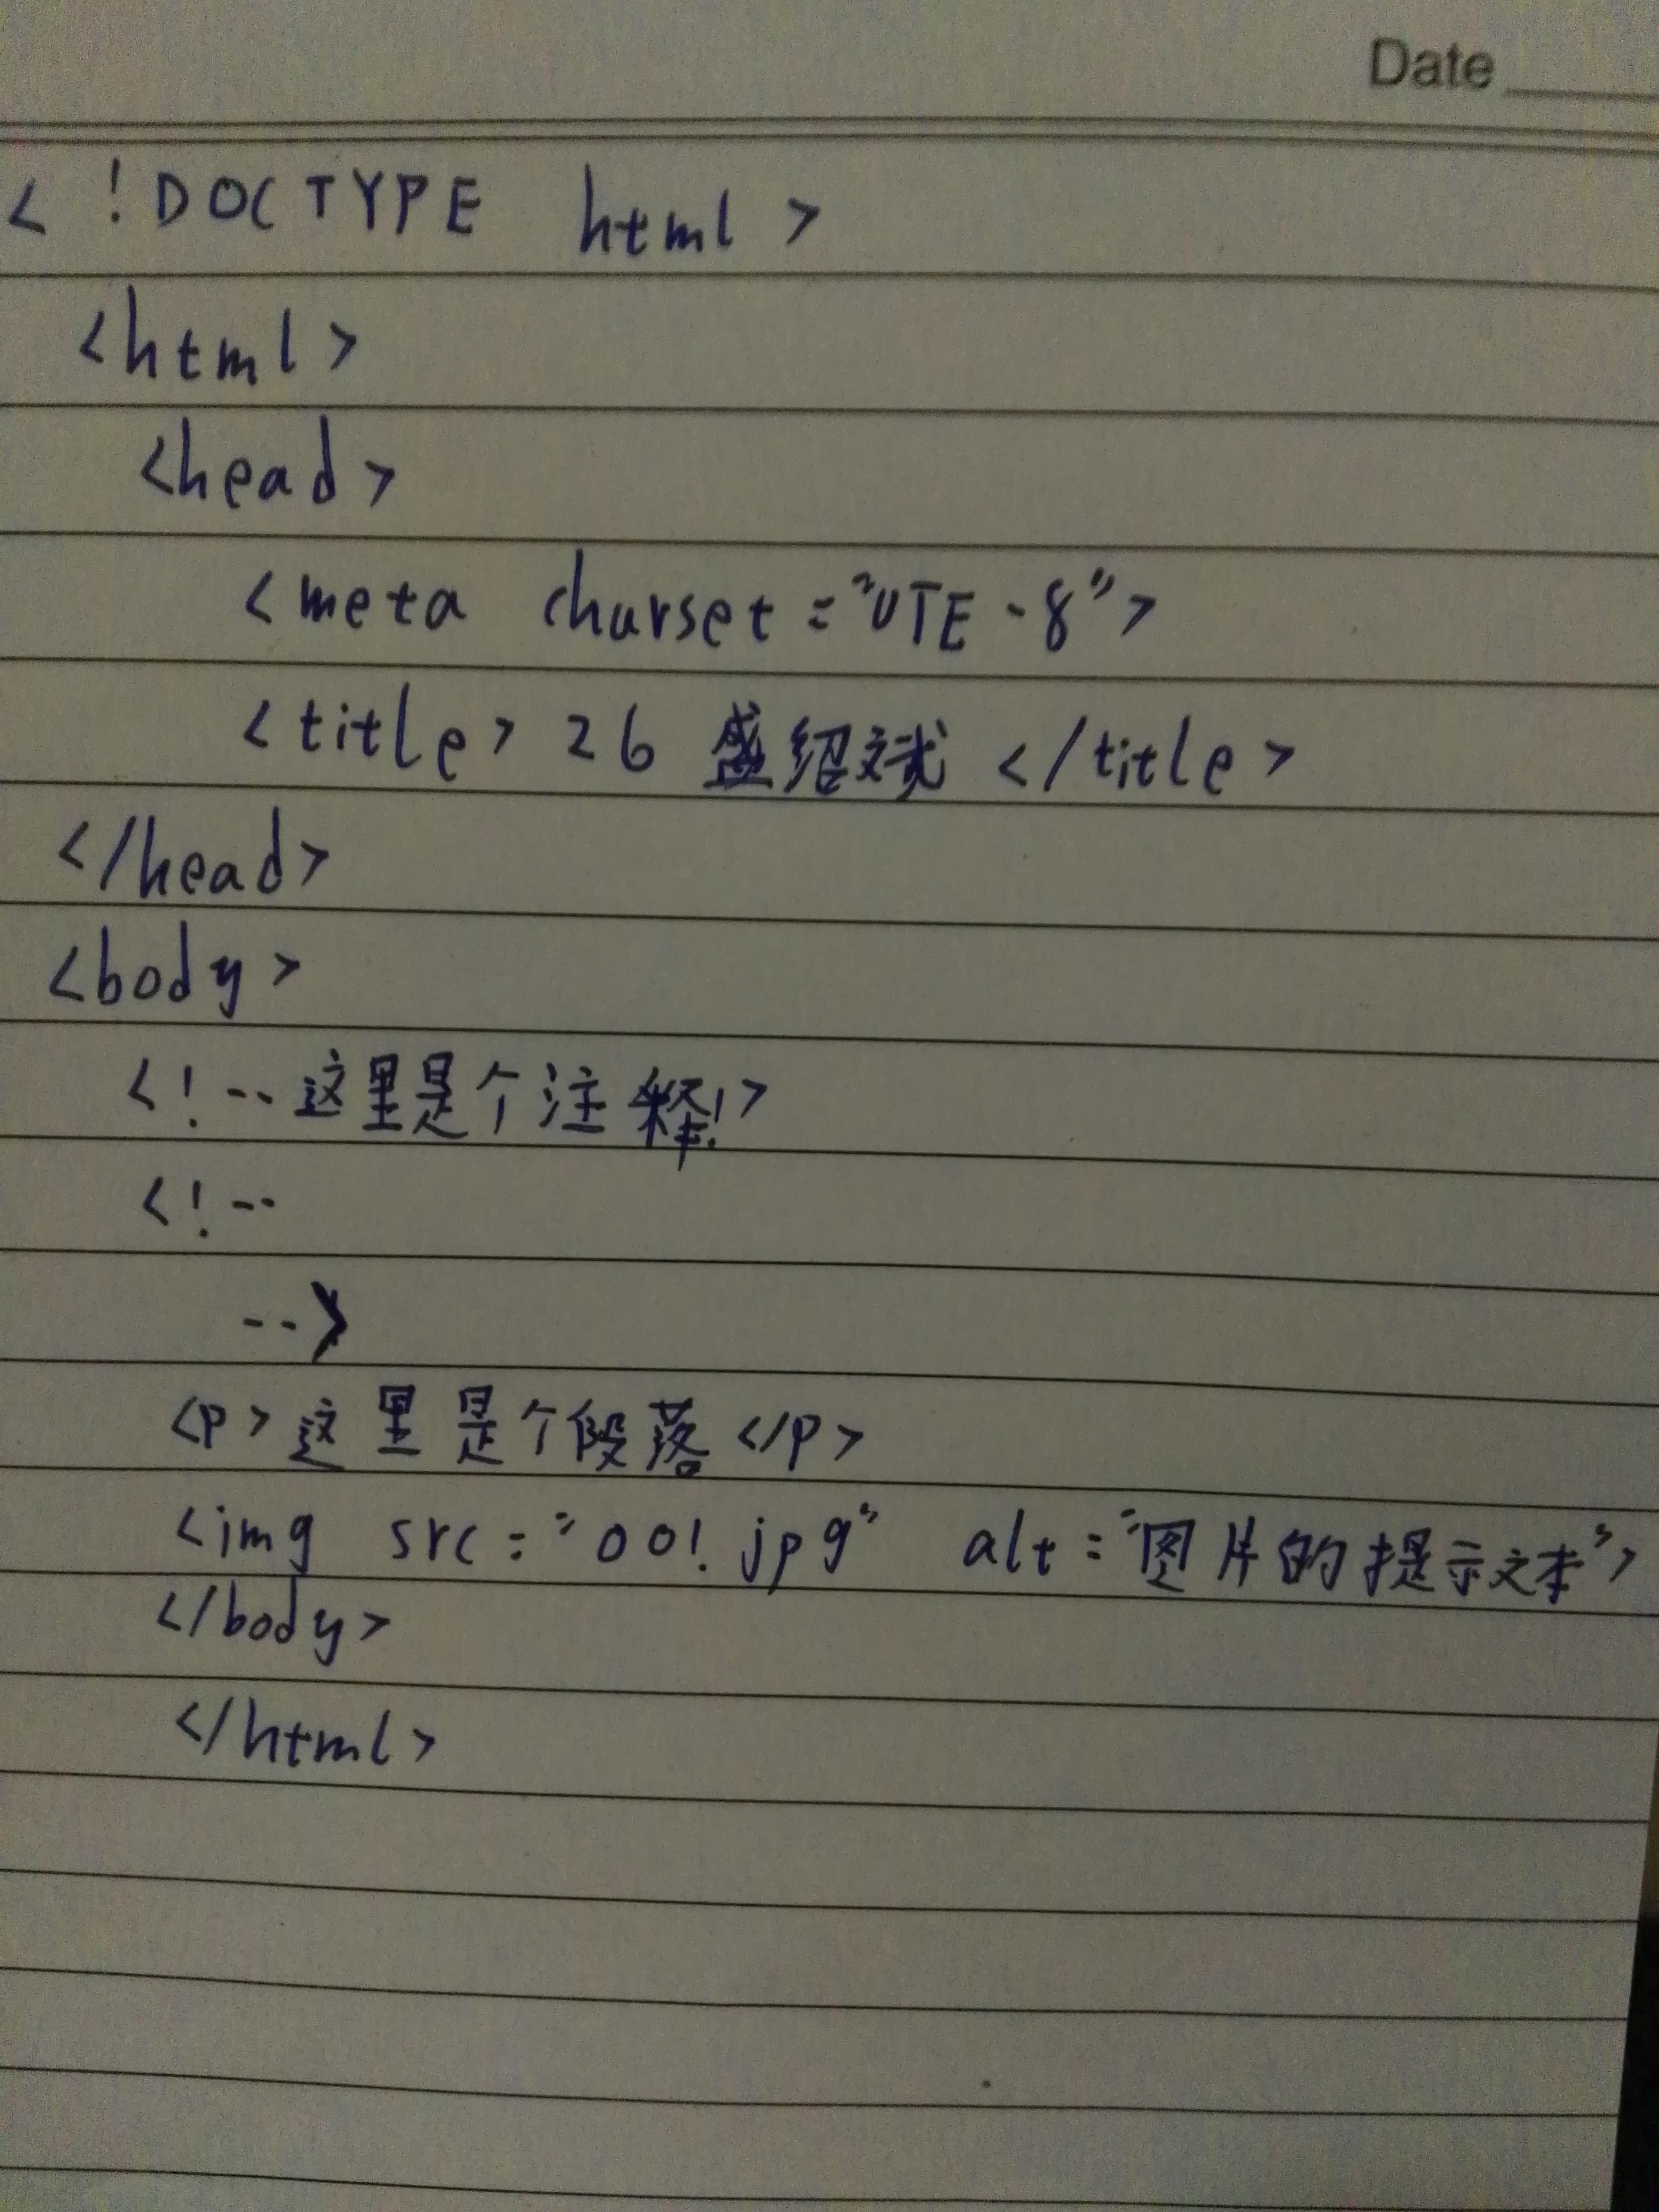 Date
< !DOCTYPE html >
<html>
<head>
<meta charset="UTE-8">
<title> 26 盛绍斌 </title>
</head>
<body>
<!--这里是个注释!>
<!--
-->
<p>这里是个段落</p>
<img src="00!.jpg" alt="图片的提示文本">
</body>
</html>